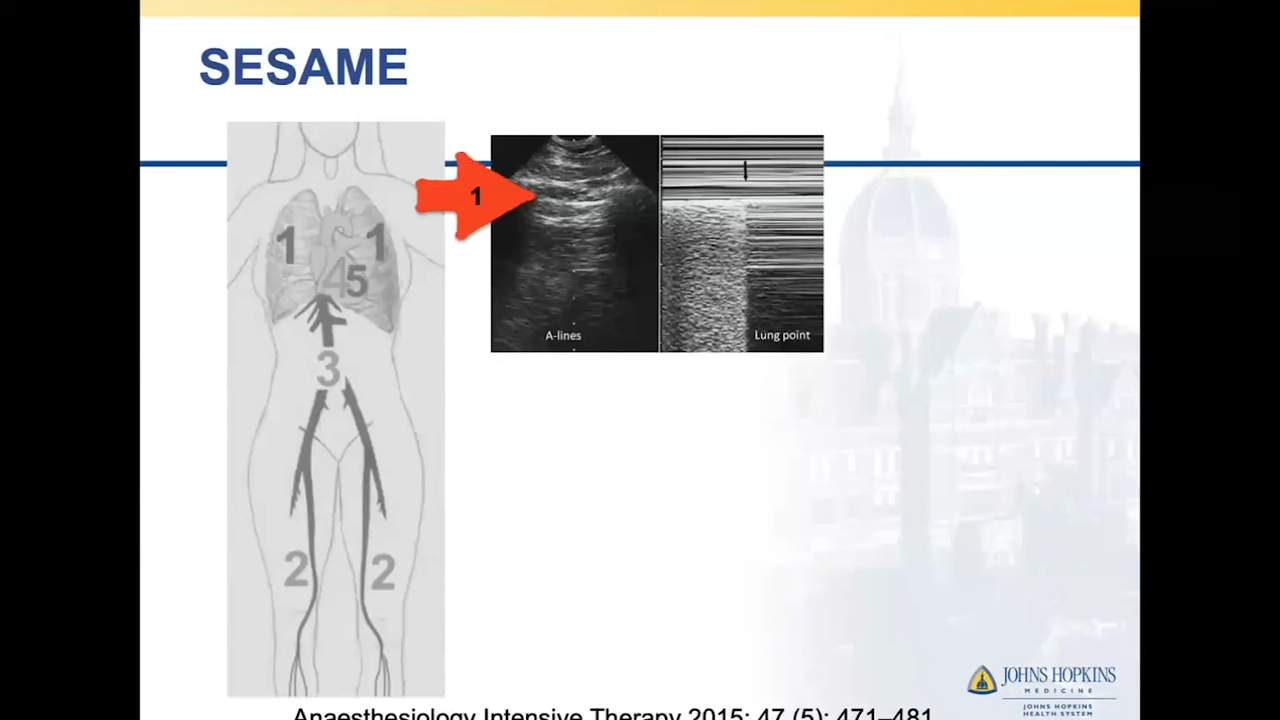 SESAME
1
1
1
4
5
A-lines
Lung point
3
2
2
JOHNS HOPKINS
MEDICINE
JOHNS HOPKINS
HEALTH SYSTEM
Anaesthesiology Intensive Therapy 2015; 47 (5): 471–481